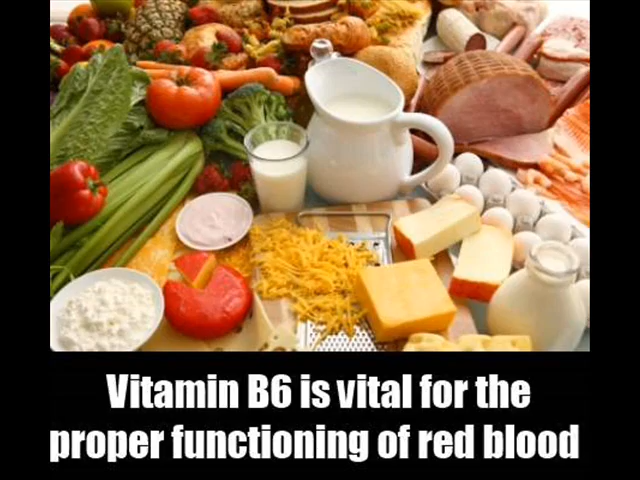 Vitamin B6 is vital for the
proper functioning of red blood